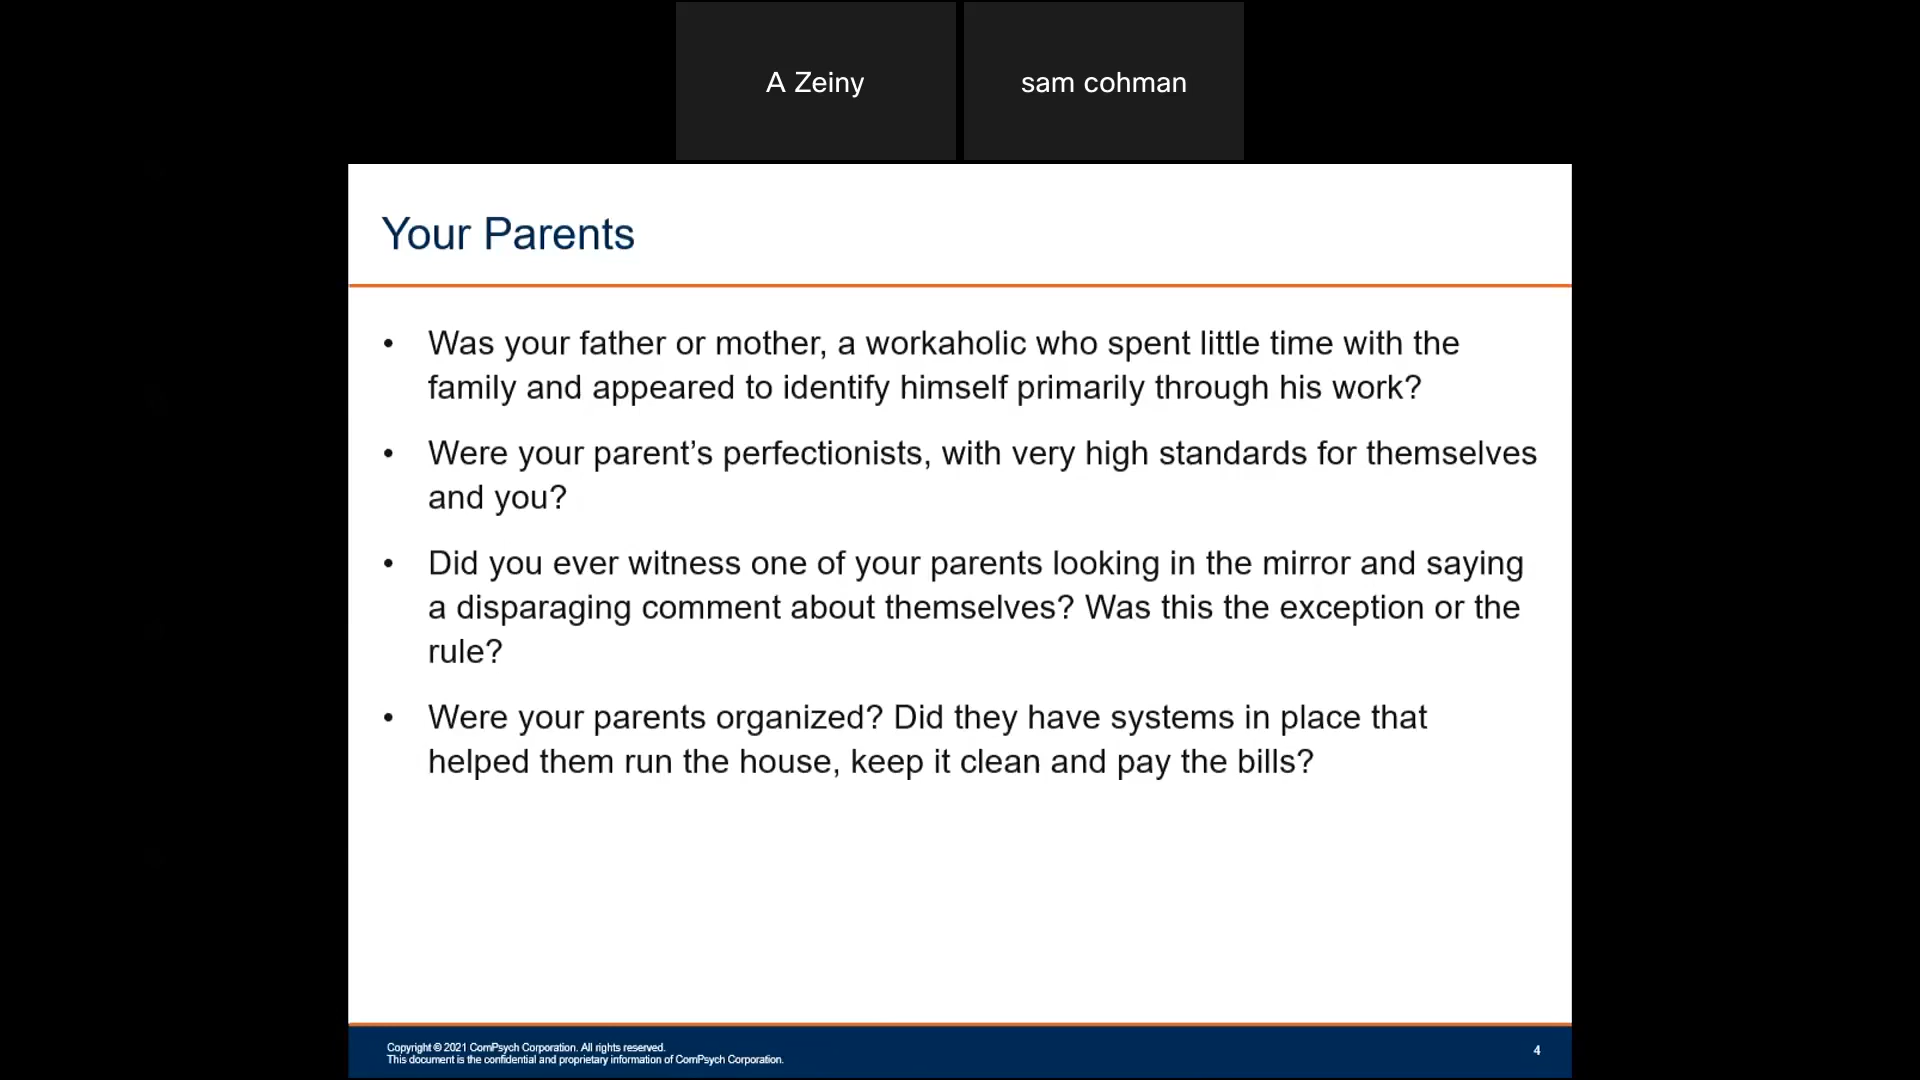 A Zeiny
sam cohman
Your Parents
• Was your father or mother, a workaholic who spent little time with the
family and appeared to identify himself primarily through his work?
• Were your parent’s perfectionists, with very high standards for themselves
and you?
• Did you ever witness one of your parents looking in the mirror and saying
a disparaging comment about themselves? Was this the exception or the
rule?
• Were your parents organized? Did they have systems in place that
helped them run the house, keep it clean and pay the bills?
Copyright © 2021 ComPsych Corporation. All rights reserved.
This document is the confidential and proprietary information of ComPsych Corporation.
4